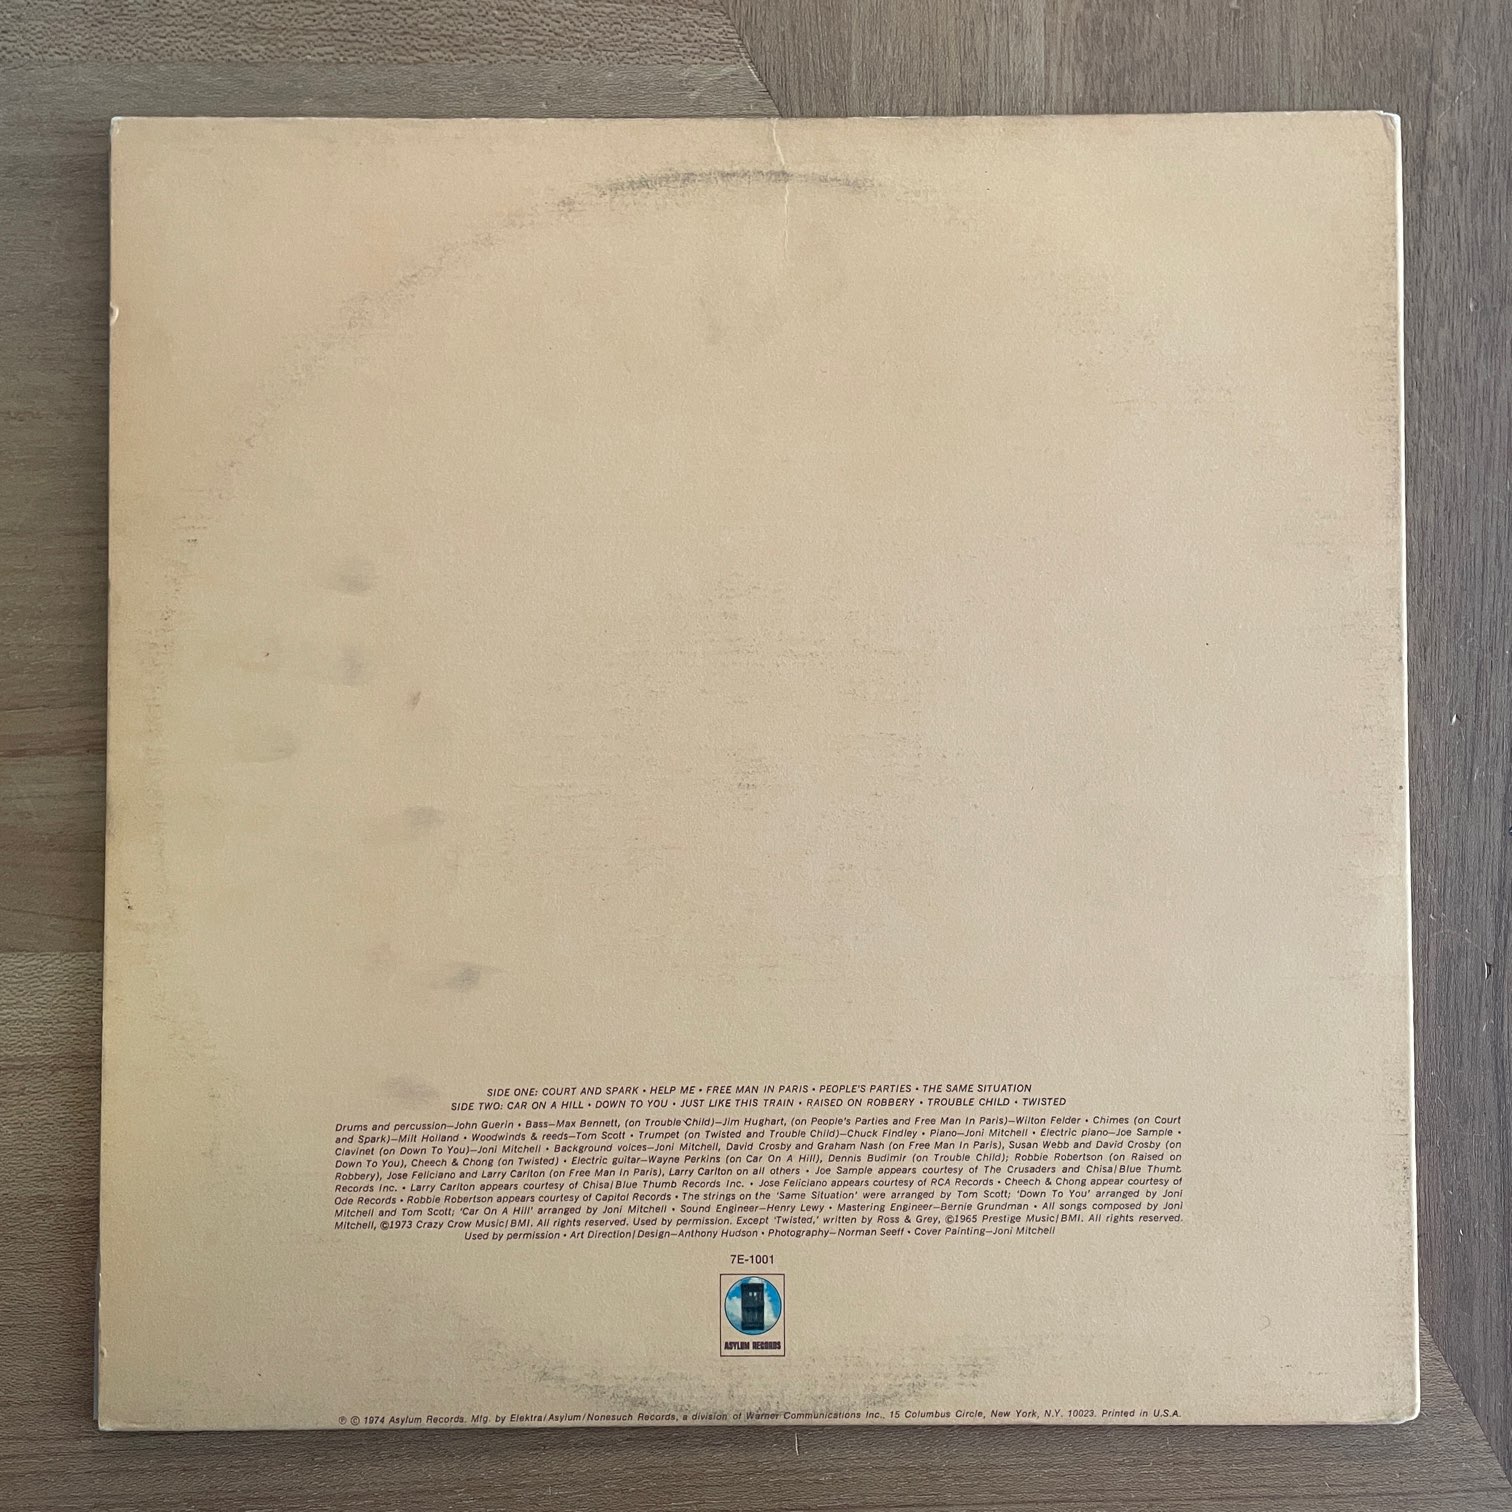 SIDE ONE: COURT AND SPARK • HELP ME • FREE MAN IN PARIS • PEOPLE'S PARTIES • THE SAME SITUATION
SIDE TWO: CAR ON A HILL • DOWN TO YOU • JUST LIKE THIS TRAIN • RAISED ON ROBBERY • TROUBLE CHILD • TWISTED
Drums and percussion—John Guerin • Bass—Max Bennett, (on Trouble Child)—Jim Hughart, (on People's Parties and Free Man In Paris)—Wilton Felder • Chimes (on Court
and Spark)—Milt Holland • Woodwinds & reeds—Tom Scott • Trumpet (on Twisted and Trouble Child)—Chuck Findley • Piano—Joni Mitchell • Electric piano—Joe Sample •
Clavinet (on Down To You)—Joni Mitchell • Background voices—Joni Mitchell, David Crosby and Graham Nash (on Free Man In Paris), Susan Webb and David Crosby (on
Down To You), Cheech & Chong (on Twisted) • Electric guitar—Wayne Perkins (on Car On A Hill), Dennis Budimir (on Trouble Child); Robbie Robertson (on Raised on
Robbery), Jose Feliciano and Larry Carlton (on Free Man In Paris), Larry Carlton on all others • Joe Sample appears courtesy of The Crusaders and Chisa/Blue Thumb
Records Inc. • Larry Carlton appears courtesy of Chisa/Blue Thumb Records Inc. • Jose Feliciano appears courtesy of RCA Records • Cheech & Chong appear courtesy of
Ode Records • Robbie Robertson appears courtesy of Capitol Records • The strings on the 'Same Situation' were arranged by Tom Scott; 'Down To You' arranged by Joni
Mitchell and Tom Scott; 'Car On A Hill' arranged by Joni Mitchell • Sound Engineer—Henry Lewy • Mastering Engineer—Bernie Grundman • All songs composed by Joni
Mitchell, ©1973 Crazy Crow Music/BMI. All rights reserved. Used by permission. Except 'Twisted,' written by Ross & Grey, ©1965 Prestige Music/BMI. All rights reserved.
Used by permission • Art Direction/Design—Anthony Hudson • Photography—Norman Seeff • Cover Painting—Joni Mitchell
7E-1001
ASYLUM RECORDS
℗ © 1974 Asylum Records. Mfg. by Elektra/Asylum/Nonesuch Records, a division of Warner Communications Inc., 15 Columbus Circle, New York, N.Y. 10023. Printed in U.S.A.